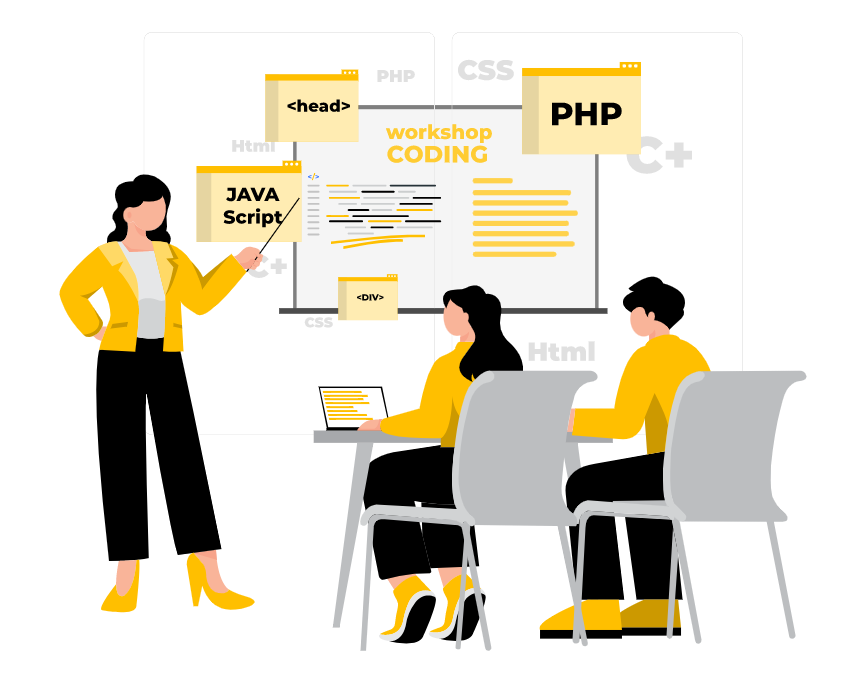 PHP
CSS
<head>
PHP
workshop
CODING
Html
C+
JAVA
Script
</>
C+
<DIV>
CSS
Html